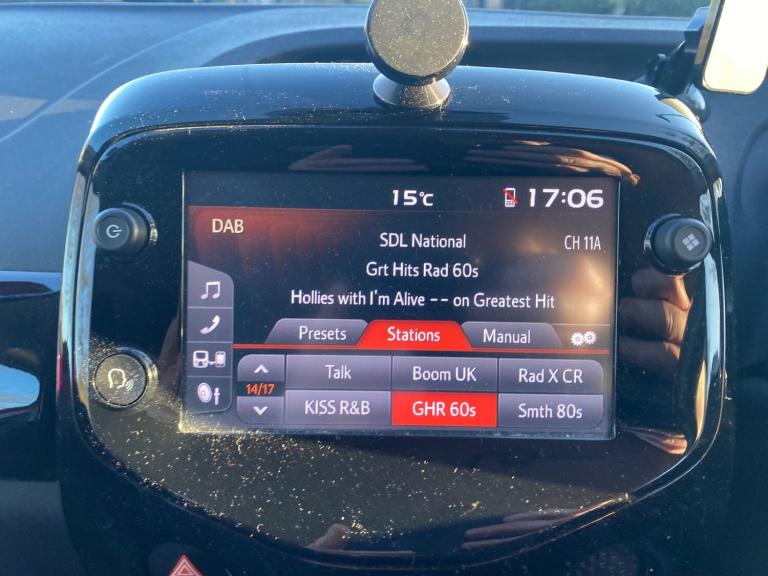 15°C 17:06
DAB
SDL National CH 11A
Grt Hits Rad 60s
Hollies with I'm Alive -- on Greatest Hit
Presets Stations Manual
Talk Boom UK Rad X CR
14/17
KISS R&B GHR 60s Smth 80s